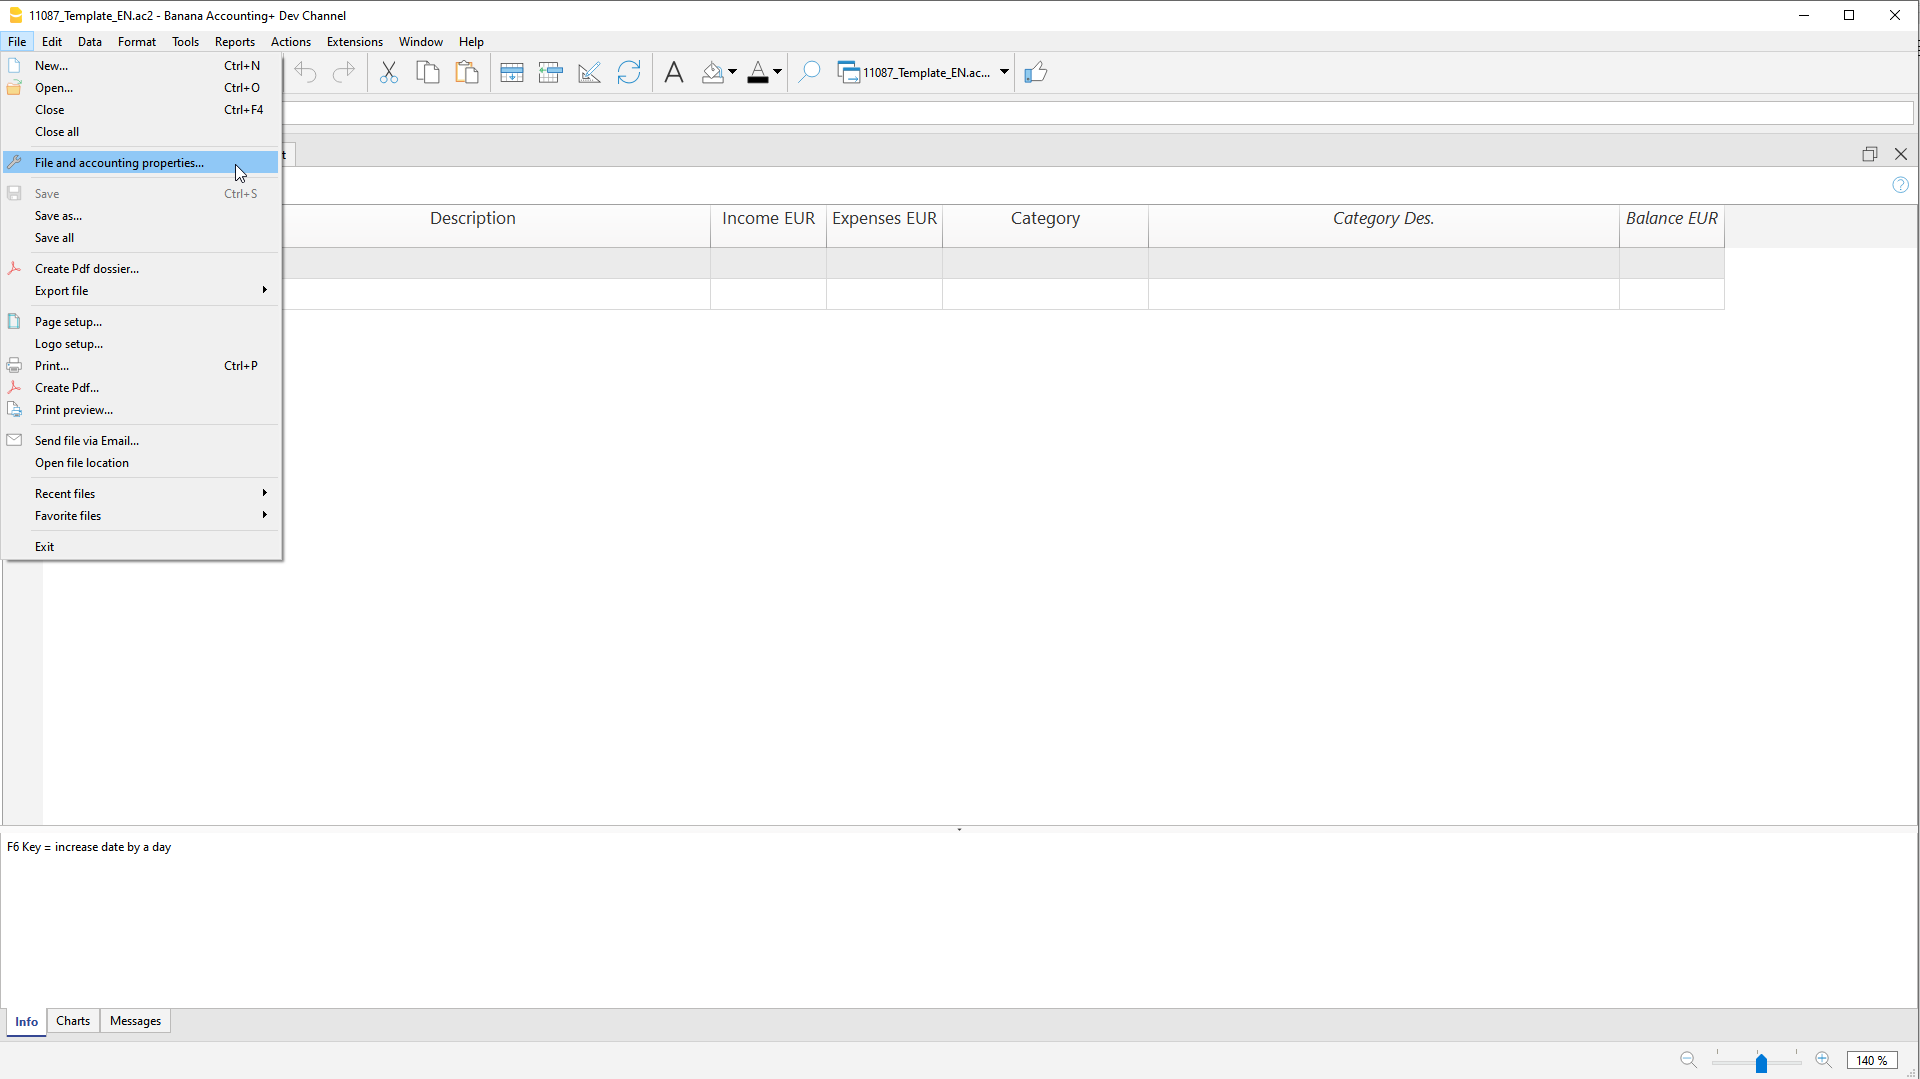 11087_Template_EN.ac2 - Banana Accounting+ Dev Channel
File Edit Data Format Tools Reports Actions Extensions Window Help
New... Ctrl+N
Open... Ctrl+O
Close Ctrl+F4
Close all
File and accounting properties...
Save Ctrl+S
Save as...
Save all
Create Pdf dossier...
Export file
Page setup...
Logo setup...
Print... Ctrl+P
Create Pdf...
Print preview...
Send file via Email...
Open file location
Recent files
Favorite files
Exit
11087_Template_EN.ac...
t
Description Income EUR Expenses EUR Category Category Des. Balance EUR
F6 Key = increase date by a day
Info Charts Messages
140 %